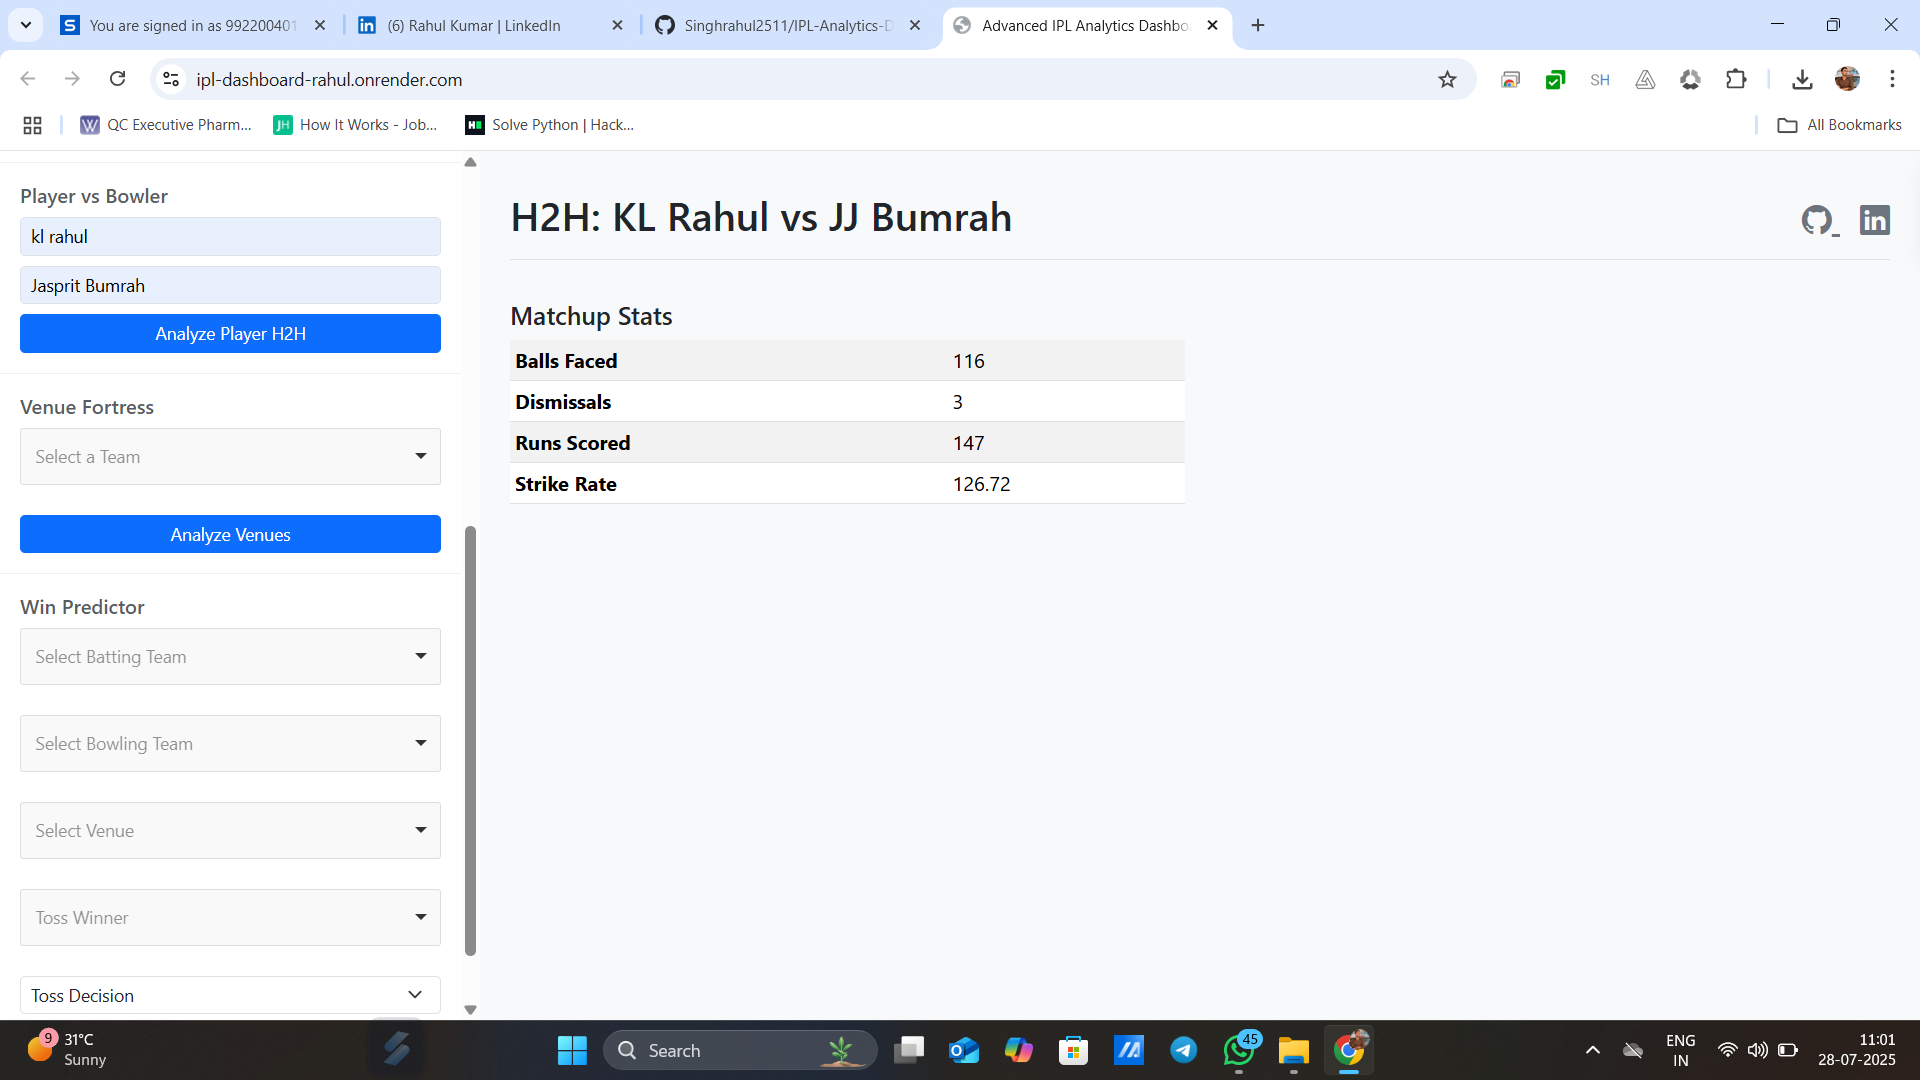 You are signed in as 992200401
(6) Rahul Kumar | LinkedIn
Singhrahul2511/IPL-Analytics-D
Advanced IPL Analytics Dashbo
ipl-dashboard-rahul.onrender.com
SH
QC Executive Pharm...
How It Works - Job...
Solve Python | Hack...
All Bookmarks
Player vs Bowler
kl rahul
Jasprit Bumrah
Analyze Player H2H
Venue Fortress
Select a Team
Analyze Venues
Win Predictor
Select Batting Team
Select Bowling Team
Select Venue
Toss Winner
Toss Decision
H2H: KL Rahul vs JJ Bumrah
Matchup Stats
Balls Faced 116
Dismissals 3
Runs Scored 147
Strike Rate 126.72
9
31°C
Sunny
Search
45
ENG
IN
11:01
28-07-2025